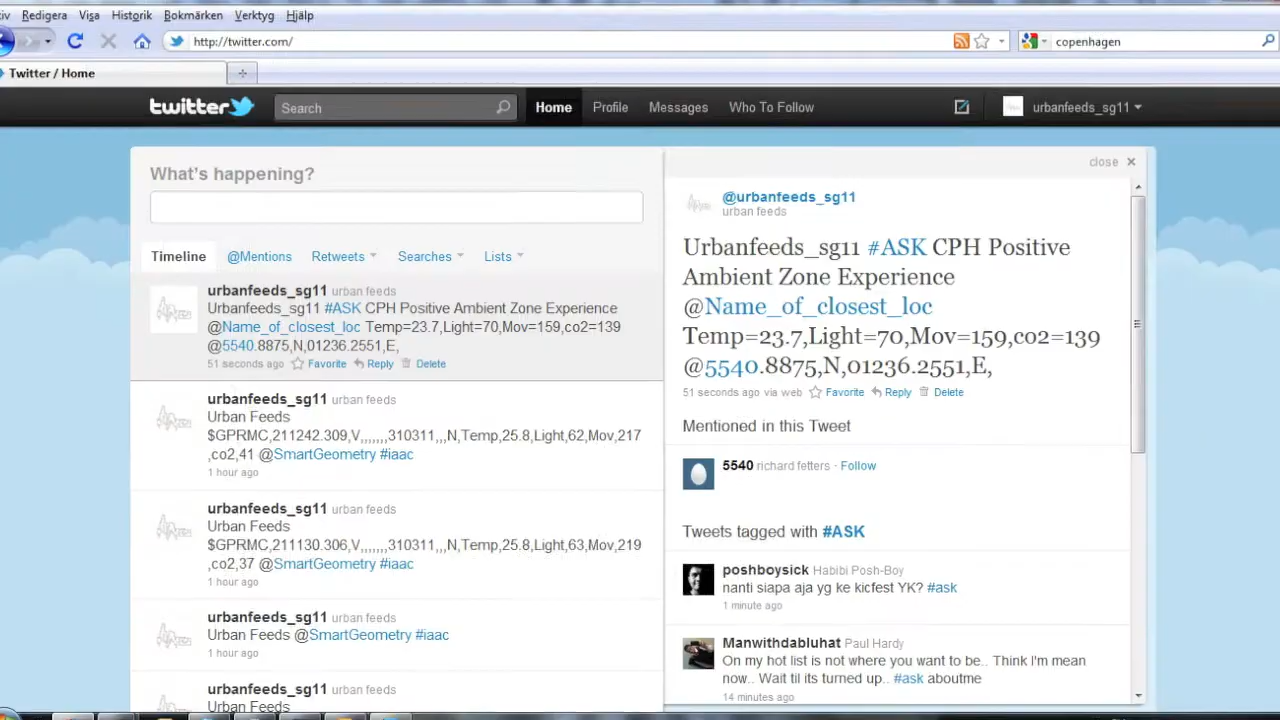 Redigera Visa Historik Bokmärken Verktyg Hjälp
http://twitter.com/
copenhagen
Twitter / Home
twitter
Search
Home Profile Messages Who To Follow
urbanfeeds_sg11
What's happening?
Timeline @Mentions Retweets Searches Lists
urbanfeeds_sg11 urban feeds
Urbanfeeds_sg11 #ASK CPH Positive Ambient Zone Experience
@Name_of_closest_loc Temp=23.7,Light=70,Mov=159,co2=139
@5540.8875,N,01236.2551,E,
51 seconds ago Favorite Reply Delete
urbanfeeds_sg11 urban feeds
Urban Feeds
$GPRMC,211242.309,V,,,,,,,310311,,,N,Temp,25.8,Light,62,Mov,217
,co2,41 @SmartGeometry #iaac
1 hour ago
urbanfeeds_sg11 urban feeds
Urban Feeds
$GPRMC,211130.306,V,,,,,,,310311,,,N,Temp,25.8,Light,63,Mov,219
,co2,37 @SmartGeometry #iaac
1 hour ago
urbanfeeds_sg11 urban feeds
Urban Feeds @SmartGeometry #iaac
1 hour ago
urbanfeeds_sg11 urban feeds
Urban Feeds
close
@urbanfeeds_sg11
urban feeds
Urbanfeeds_sg11 #ASK CPH Positive
Ambient Zone Experience
@Name_of_closest_loc
Temp=23.7,Light=70,Mov=159,co2=139
@5540.8875,N,01236.2551,E,
51 seconds ago via web Favorite Reply Delete
Mentioned in this Tweet
5540 richard fetters · Follow
Tweets tagged with #ASK
poshboysick Habibi Posh-Boy
nanti siapa aja yg ke kicfest YK? #ask
1 minute ago
Manwithdabluhat Paul Hardy
On my hot list is not where you want to be.. Think I'm mean
now.. Wait til its turned up.. #ask aboutme
14 minutes ago